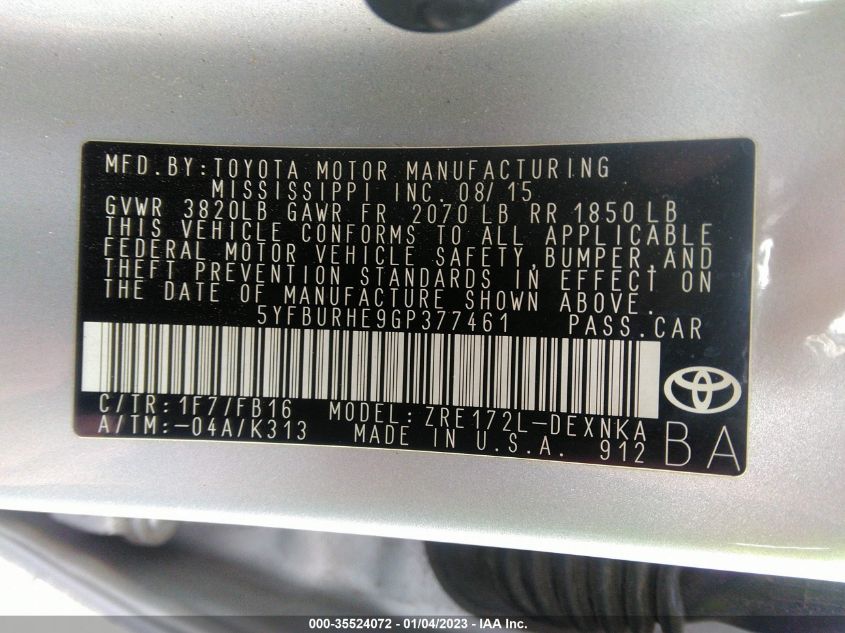 MFD.BY:TOYOTA MOTOR MANUFACTURING
MISSISSIPPI INC. 08/15
GVWR 3820LB GAWR FR 2070 LB RR 1850 LB
THIS VEHICLE CONFORMS TO ALL APPLICABLE
FEDERAL MOTOR VEHICLE SAFETY,BUMPER,AND
THEFT PREVENTION STANDARDS IN EFFECT ON
THE DATE OF MANUFACTURE SHOWN ABOVE.
5YFBURHE9GP377461 PASS.CAR
C/TR:1F7/FB16 MODEL:ZRE172L-DEXNKA
A/TM:-04A/K313 MADE IN U.S.A. 912 BA
000-35524072 - 01/04/2023 - IAA Inc.